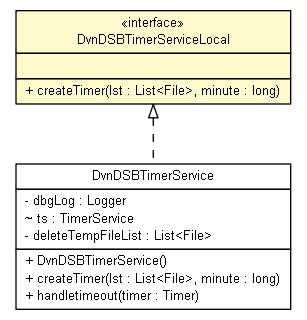 «interface»
DvnDSBTimerServiceLocal
+ createTimer(lst : List<File>, minute : long)
DvnDSBTimerService
- dbgLog : Logger
~ ts : TimerService
- deleteTempFileList : List<File>
+ DvnDSBTimerService()
+ createTimer(lst : List<File>, minute : long)
+ handletimeout(timer : Timer)